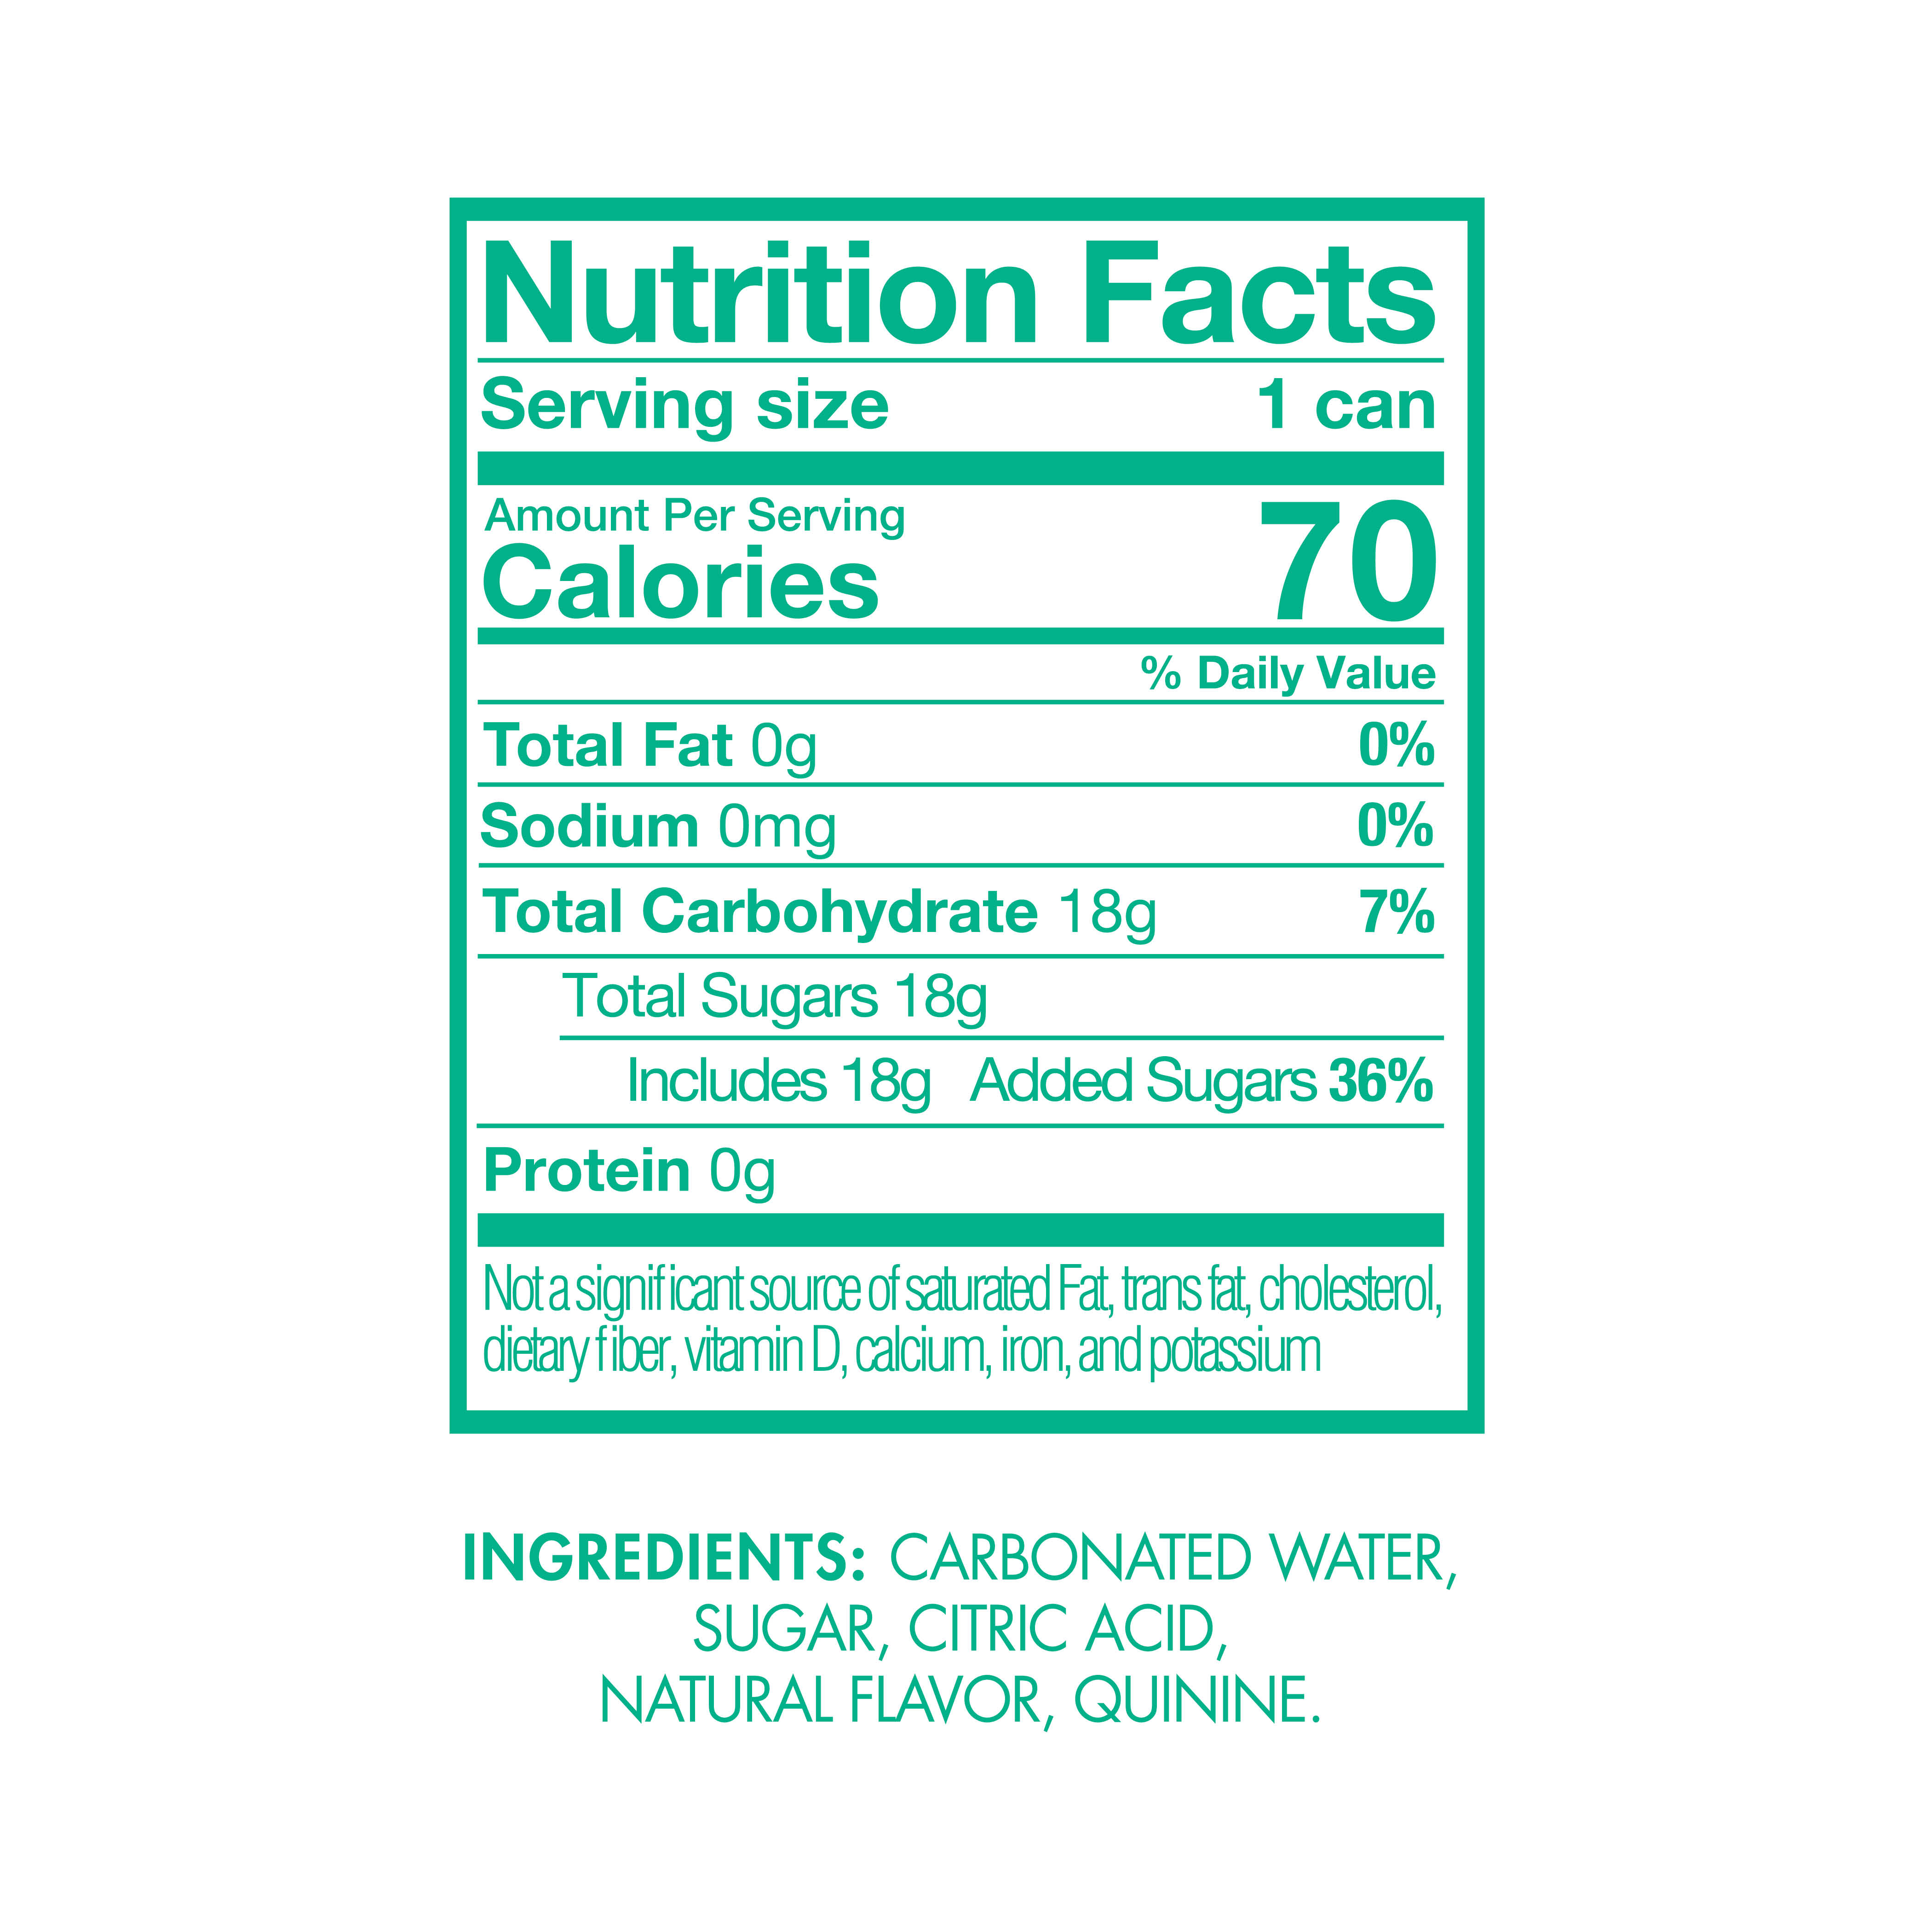 Nutrition Facts
Serving size 1 can
Amount Per Serving
Calories 70
% Daily Value
Total Fat 0g 0%
Sodium 0mg 0%
Total Carbohydrate 18g 7%
Total Sugars 18g
Includes 18g Added Sugars 36%
Protein 0g
Not a significant source of saturated Fat, trans fat, cholesterol,
dietary fiber, vitamin D, calcium, iron, and potassium
INGREDIENTS: CARBONATED WATER,
SUGAR, CITRIC ACID,
NATURAL FLAVOR, QUININE.